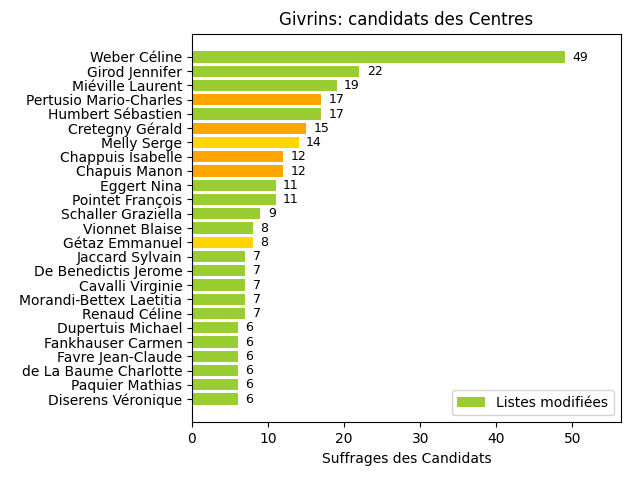 Givrins: candidats des Centres
Weber Céline 49
Girod Jennifer 22
Miéville Laurent 19
Pertusio Mario-Charles 17
Humbert Sébastien 17
Cretegny Gérald 15
Melly Serge 14
Chappuis Isabelle 12
Chapuis Manon 12
Eggert Nina 11
Pointet François 11
Schaller Graziella 9
Vionnet Blaise 8
Gétaz Emmanuel 8
Jaccard Sylvain 7
De Benedictis Jerome 7
Cavalli Virginie 7
Morandi-Bettex Laetitia 7
Renaud Céline 7
Dupertuis Michael 6
Fankhauser Carmen 6
Favre Jean-Claude 6
de La Baume Charlotte 6
Paquier Mathias 6
Diserens Véronique 6
Listes modifiées
0 10 20 30 40 50
Suffrages des Candidats